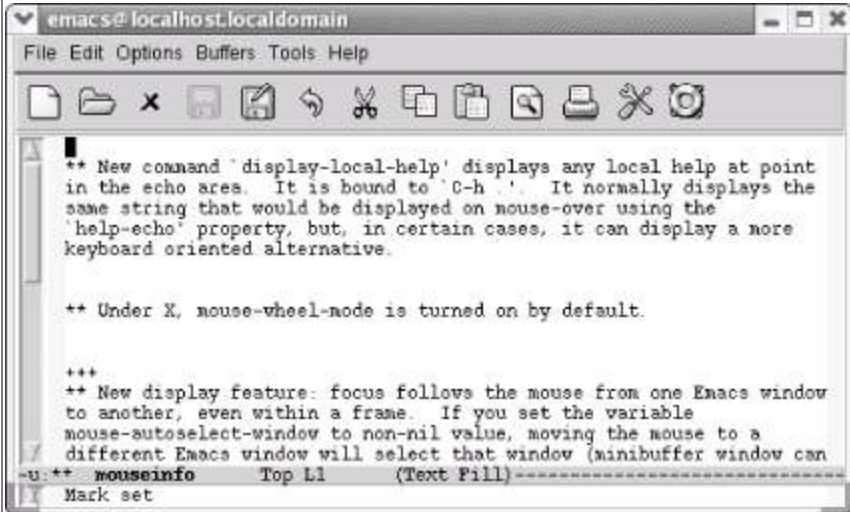 emacs@localhost.localdomain
File Edit Options Buffers Tools Help
** New command `display-local-help' displays any local help at point
in the echo area.  It is bound to `C-h .'.  It normally displays the
same string that would be displayed on mouse-over using the
`help-echo' property, but, in certain cases, it can display a more
keyboard oriented alternative.
** Under X, mouse-wheel-mode is turned on by default.
+++
** New display feature: focus follows the mouse from one Emacs window
to another, even within a frame.  If you set the variable
mouse-autoselect-window to non-nil value, moving the mouse to a
different Emacs window will select that window (minibuffer window can
-u:**  mouseinfo      Top L1      (Text Fill)------------------------------
Mark set